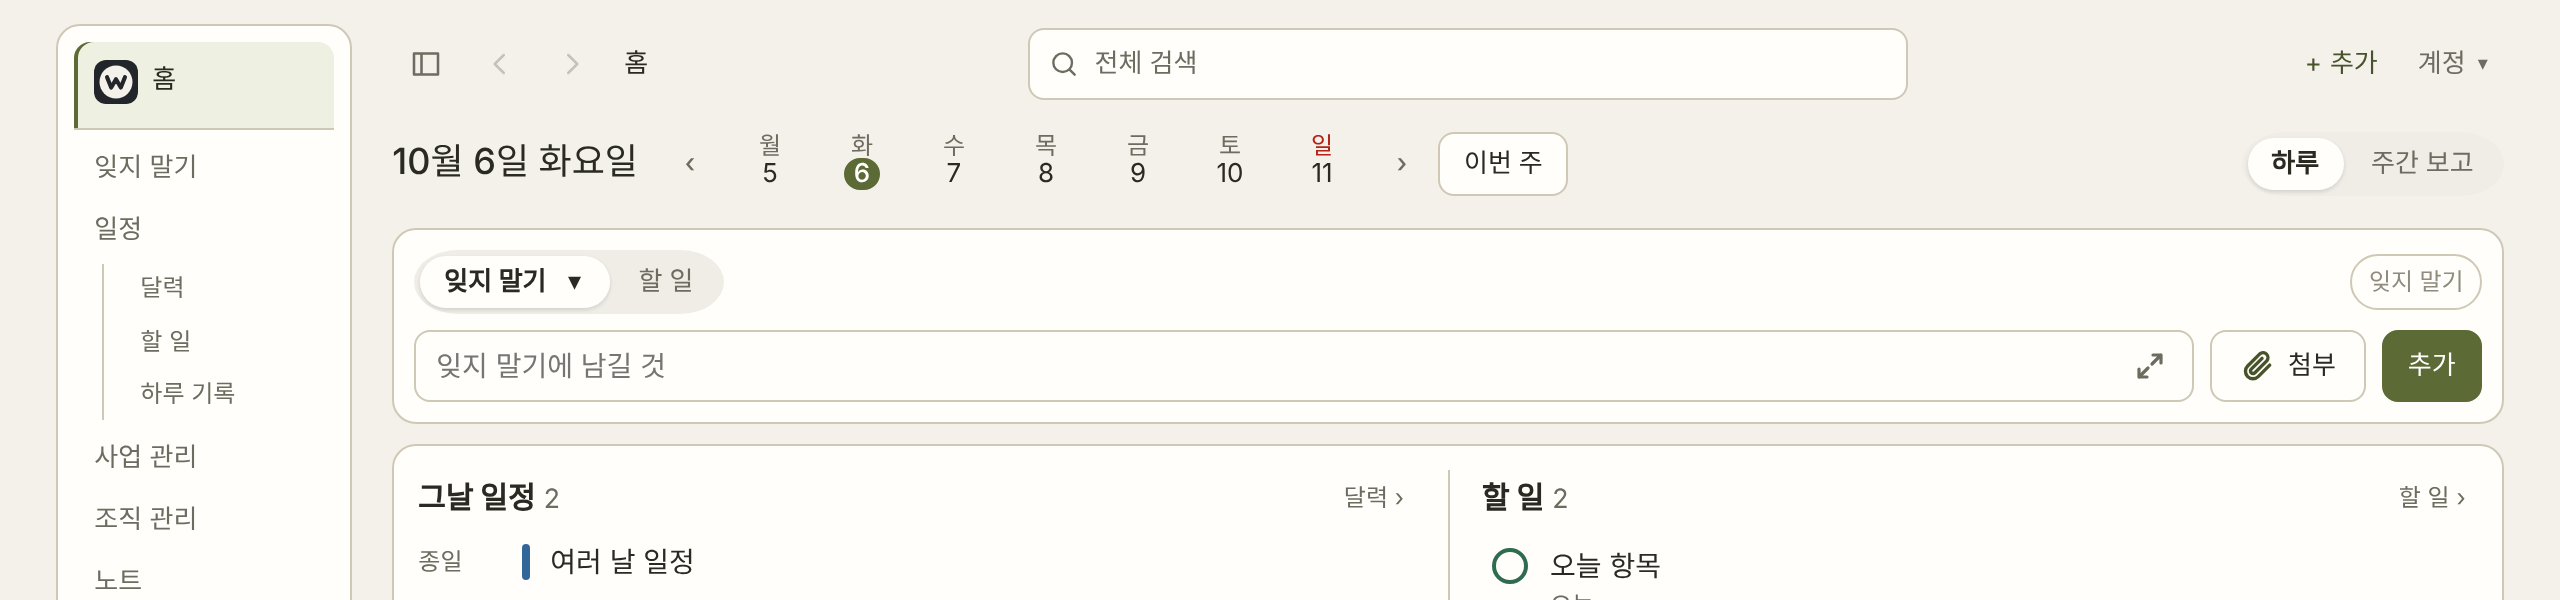 홈
잊지 말기
일정
달력
할 일
하루 기록
사업 관리
조직 관리
노트
홈
전체 검색
+ 추가
계정 ▾
10월 6일 화요일
‹ 월 화 수 목 금 토 일 ›
5 6 7 8 9 10 11
이번 주
하루 주간 보고
잊지 말기 ▾ 할 일
잊지 말기
잊지 말기에 남길 것
첨부
추가
그날 일정 2
달력 ›
종일 여러 날 일정
할 일 2
할 일 ›
오늘 항목